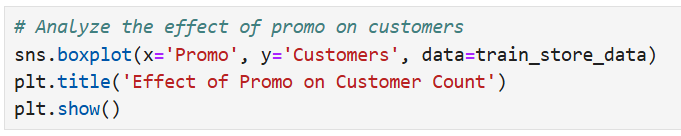 # Analyze the effect of promo on customers
sns.boxplot(x='Promo', y='Customers', data=train_store_data)
plt.title('Effect of Promo on Customer Count')
plt.show()